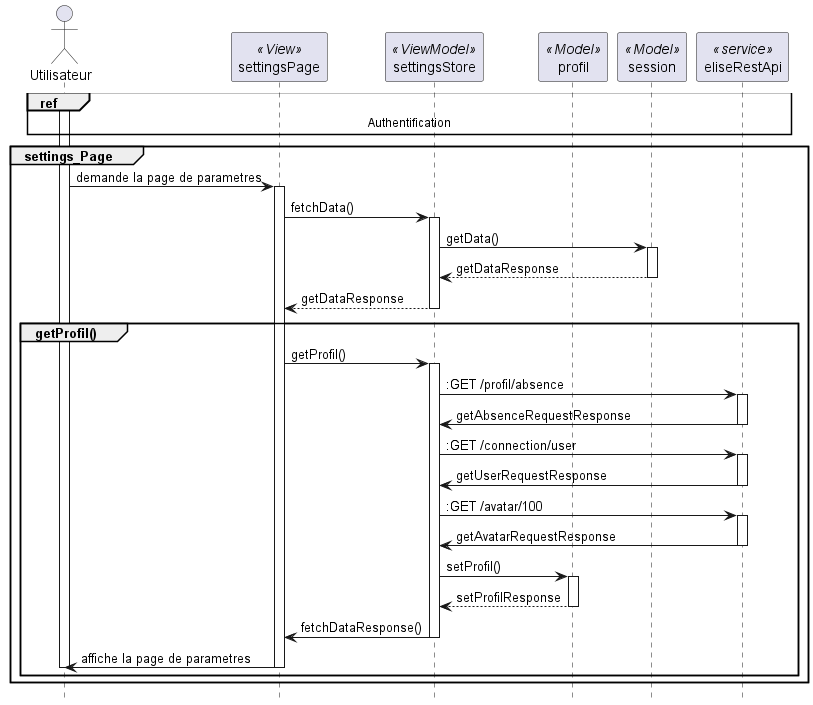 Utilisateur
« View»
settingsPage
« ViewModel»
settingsStore
« Model»
profil
« Model»
session
« service»
eliseRestApi
ref
Authentification
settings_Page
demande la page de parametres
fetchData()
getData()
getDataResponse
getDataResponse
getProfil()
getProfil()
:GET /profil/absence
getAbsenceRequestResponse
:GET /connection/user
getUserRequestResponse
:GET /avatar/100
getAvatarRequestResponse
setProfil()
setProfilResponse
fetchDataResponse()
affiche la page de parametres